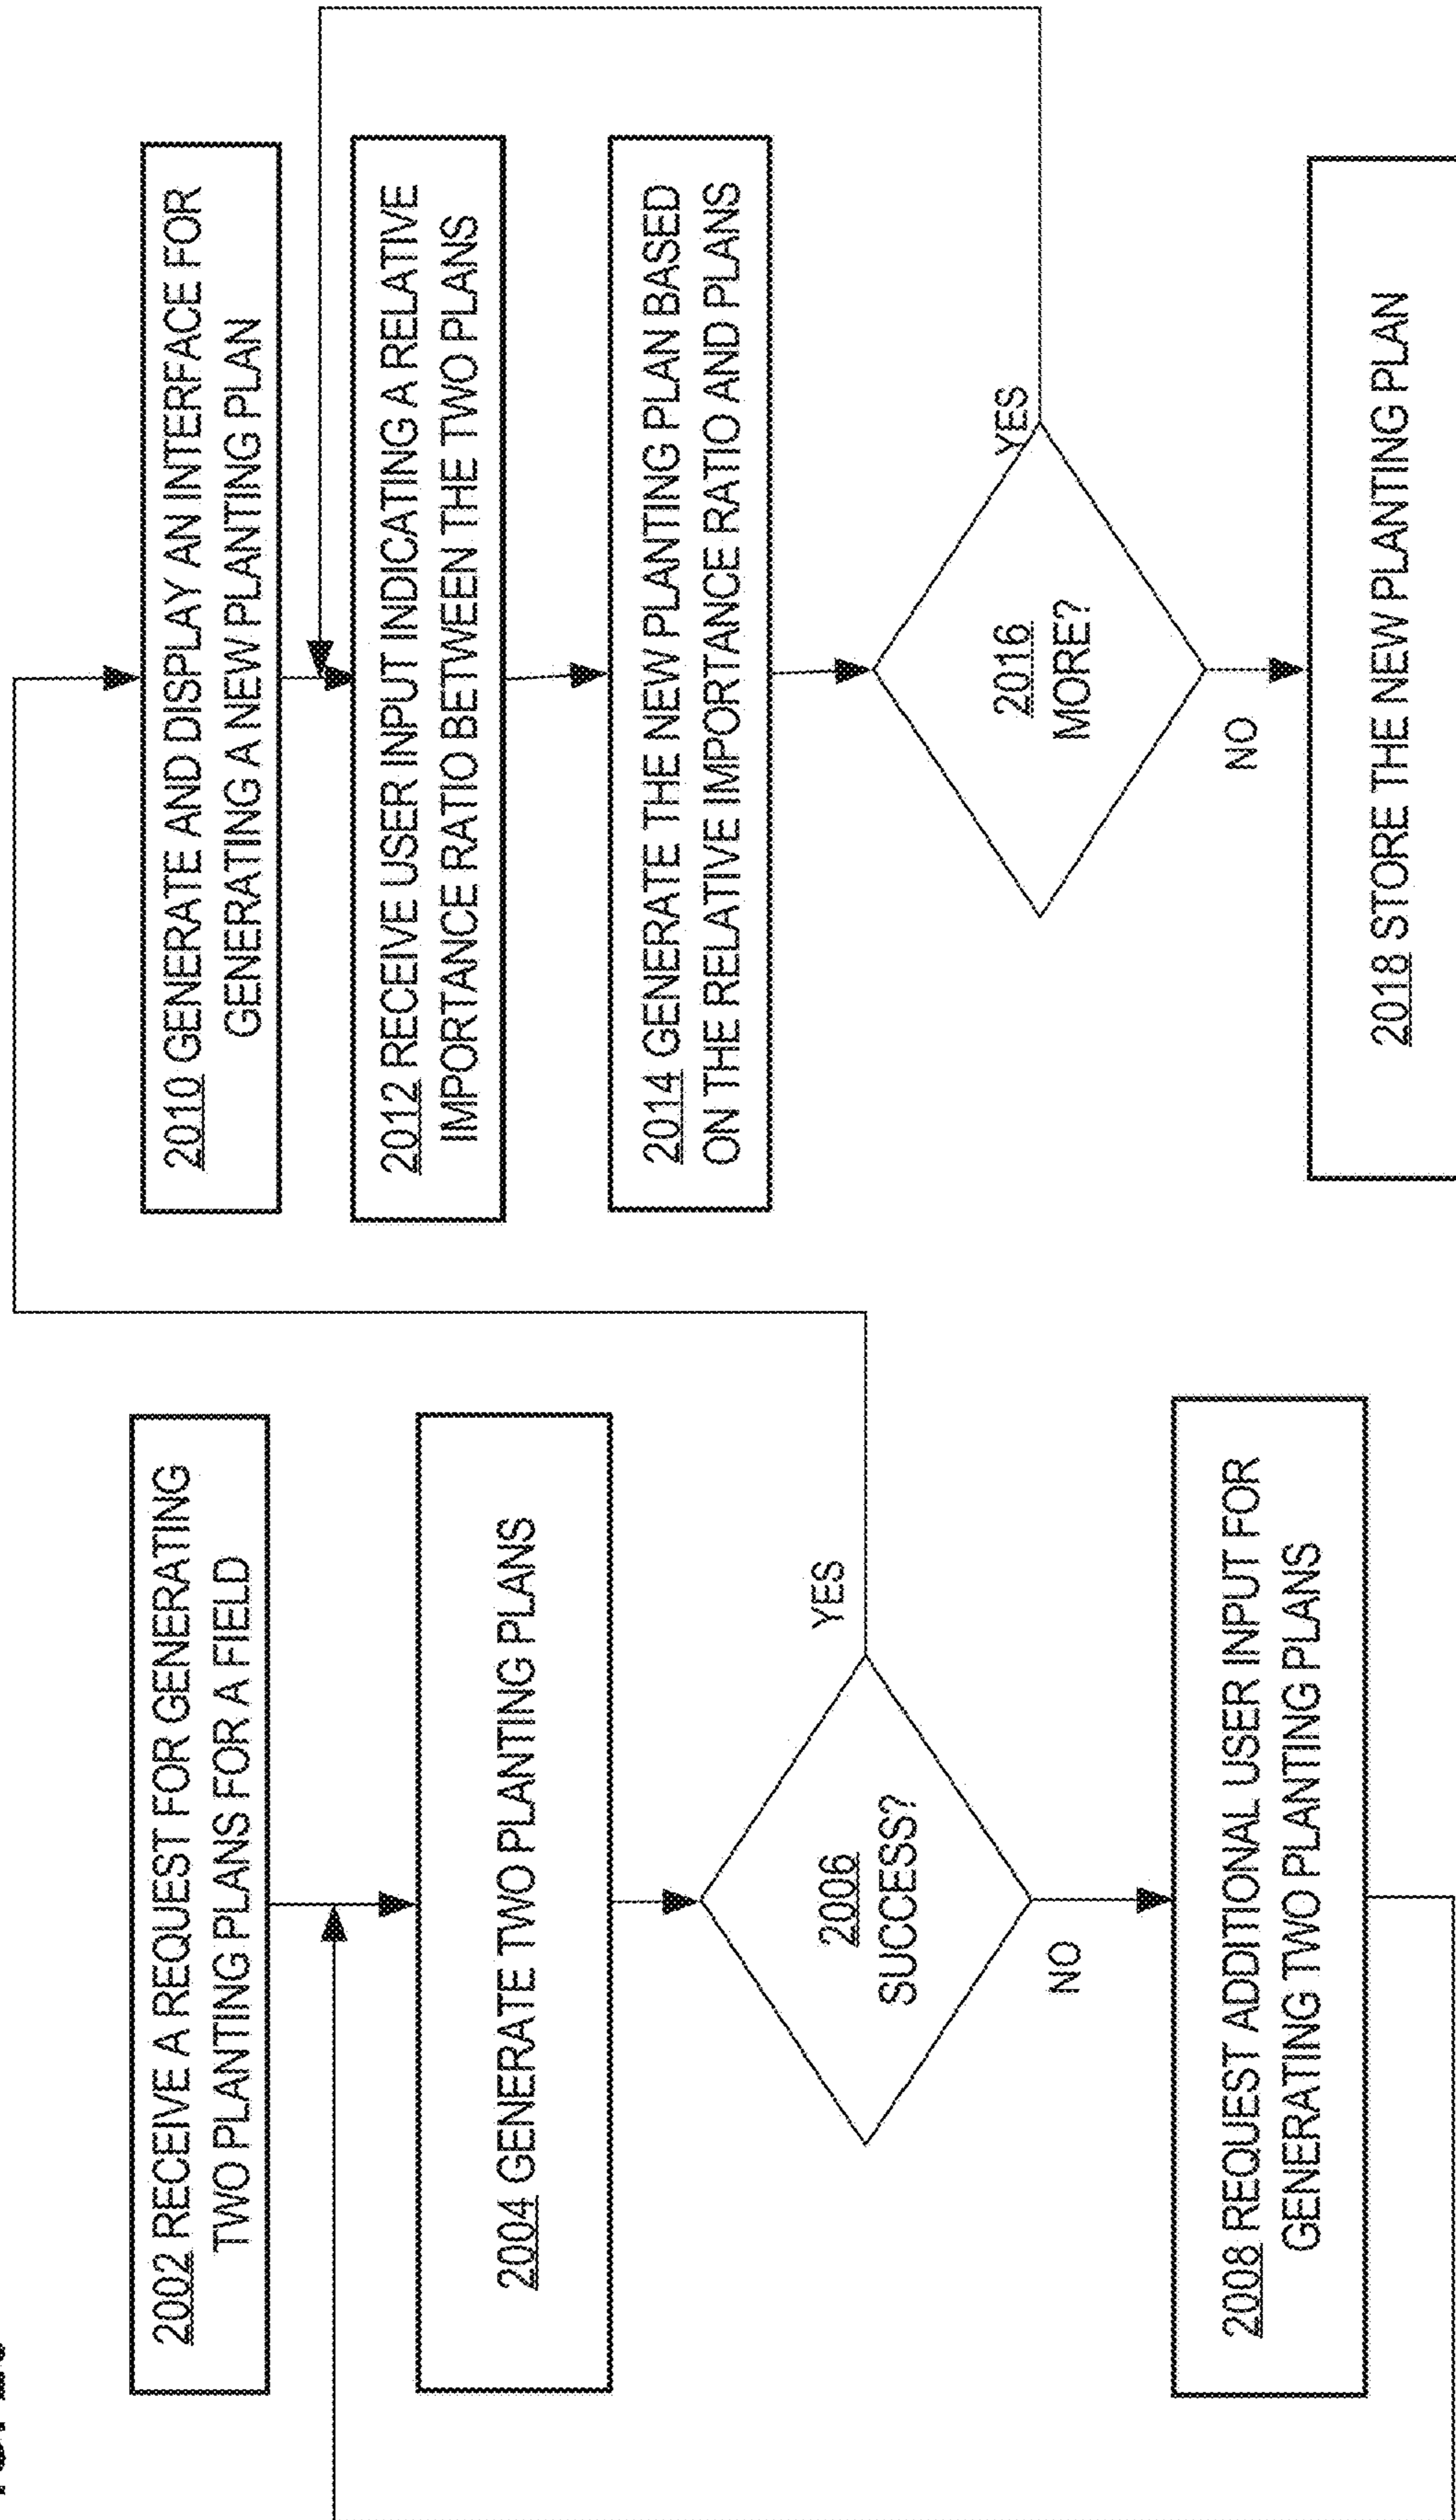 2002 RECEIVE A REQUEST FOR GENERATING
TWO PLANTING PLANS FOR A FIELD
2004 GENERATE TWO PLANTING PLANS
2006
SUCCESS?
YES
NO
2008 REQUEST ADDITIONAL USER INPUT FOR
GENERATING TWO PLANTING PLANS
2010 GENERATE AND DISPLAY AN INTERFACE FOR
GENERATING A NEW PLANTING PLAN
2012 RECEIVE USER INPUT INDICATING A RELATIVE
IMPORTANCE RATIO BETWEEN THE TWO PLANS
2014 GENERATE THE NEW PLANTING PLAN BASED
ON THE RELATIVE IMPORTANCE RATIO AND PLANS
2016
MORE?
YES
NO
2018 STORE THE NEW PLANTING PLAN